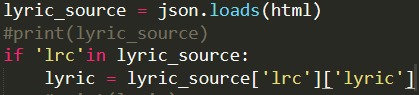 lyric_source = json.loads(html)
#print(lyric_source)
if 'lrc'in lyric_source:
    lyric = lyric_source['lrc']['lyric']